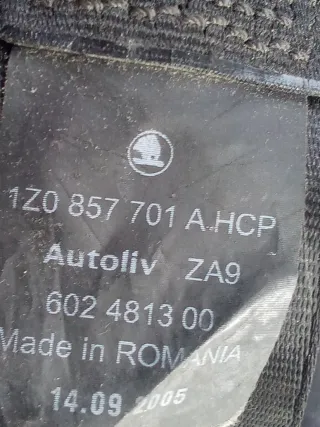 1Z0 857 701 A.HCP
Autoliv ZA9
602 4813 00
Made in ROMANIA
14.09.2005